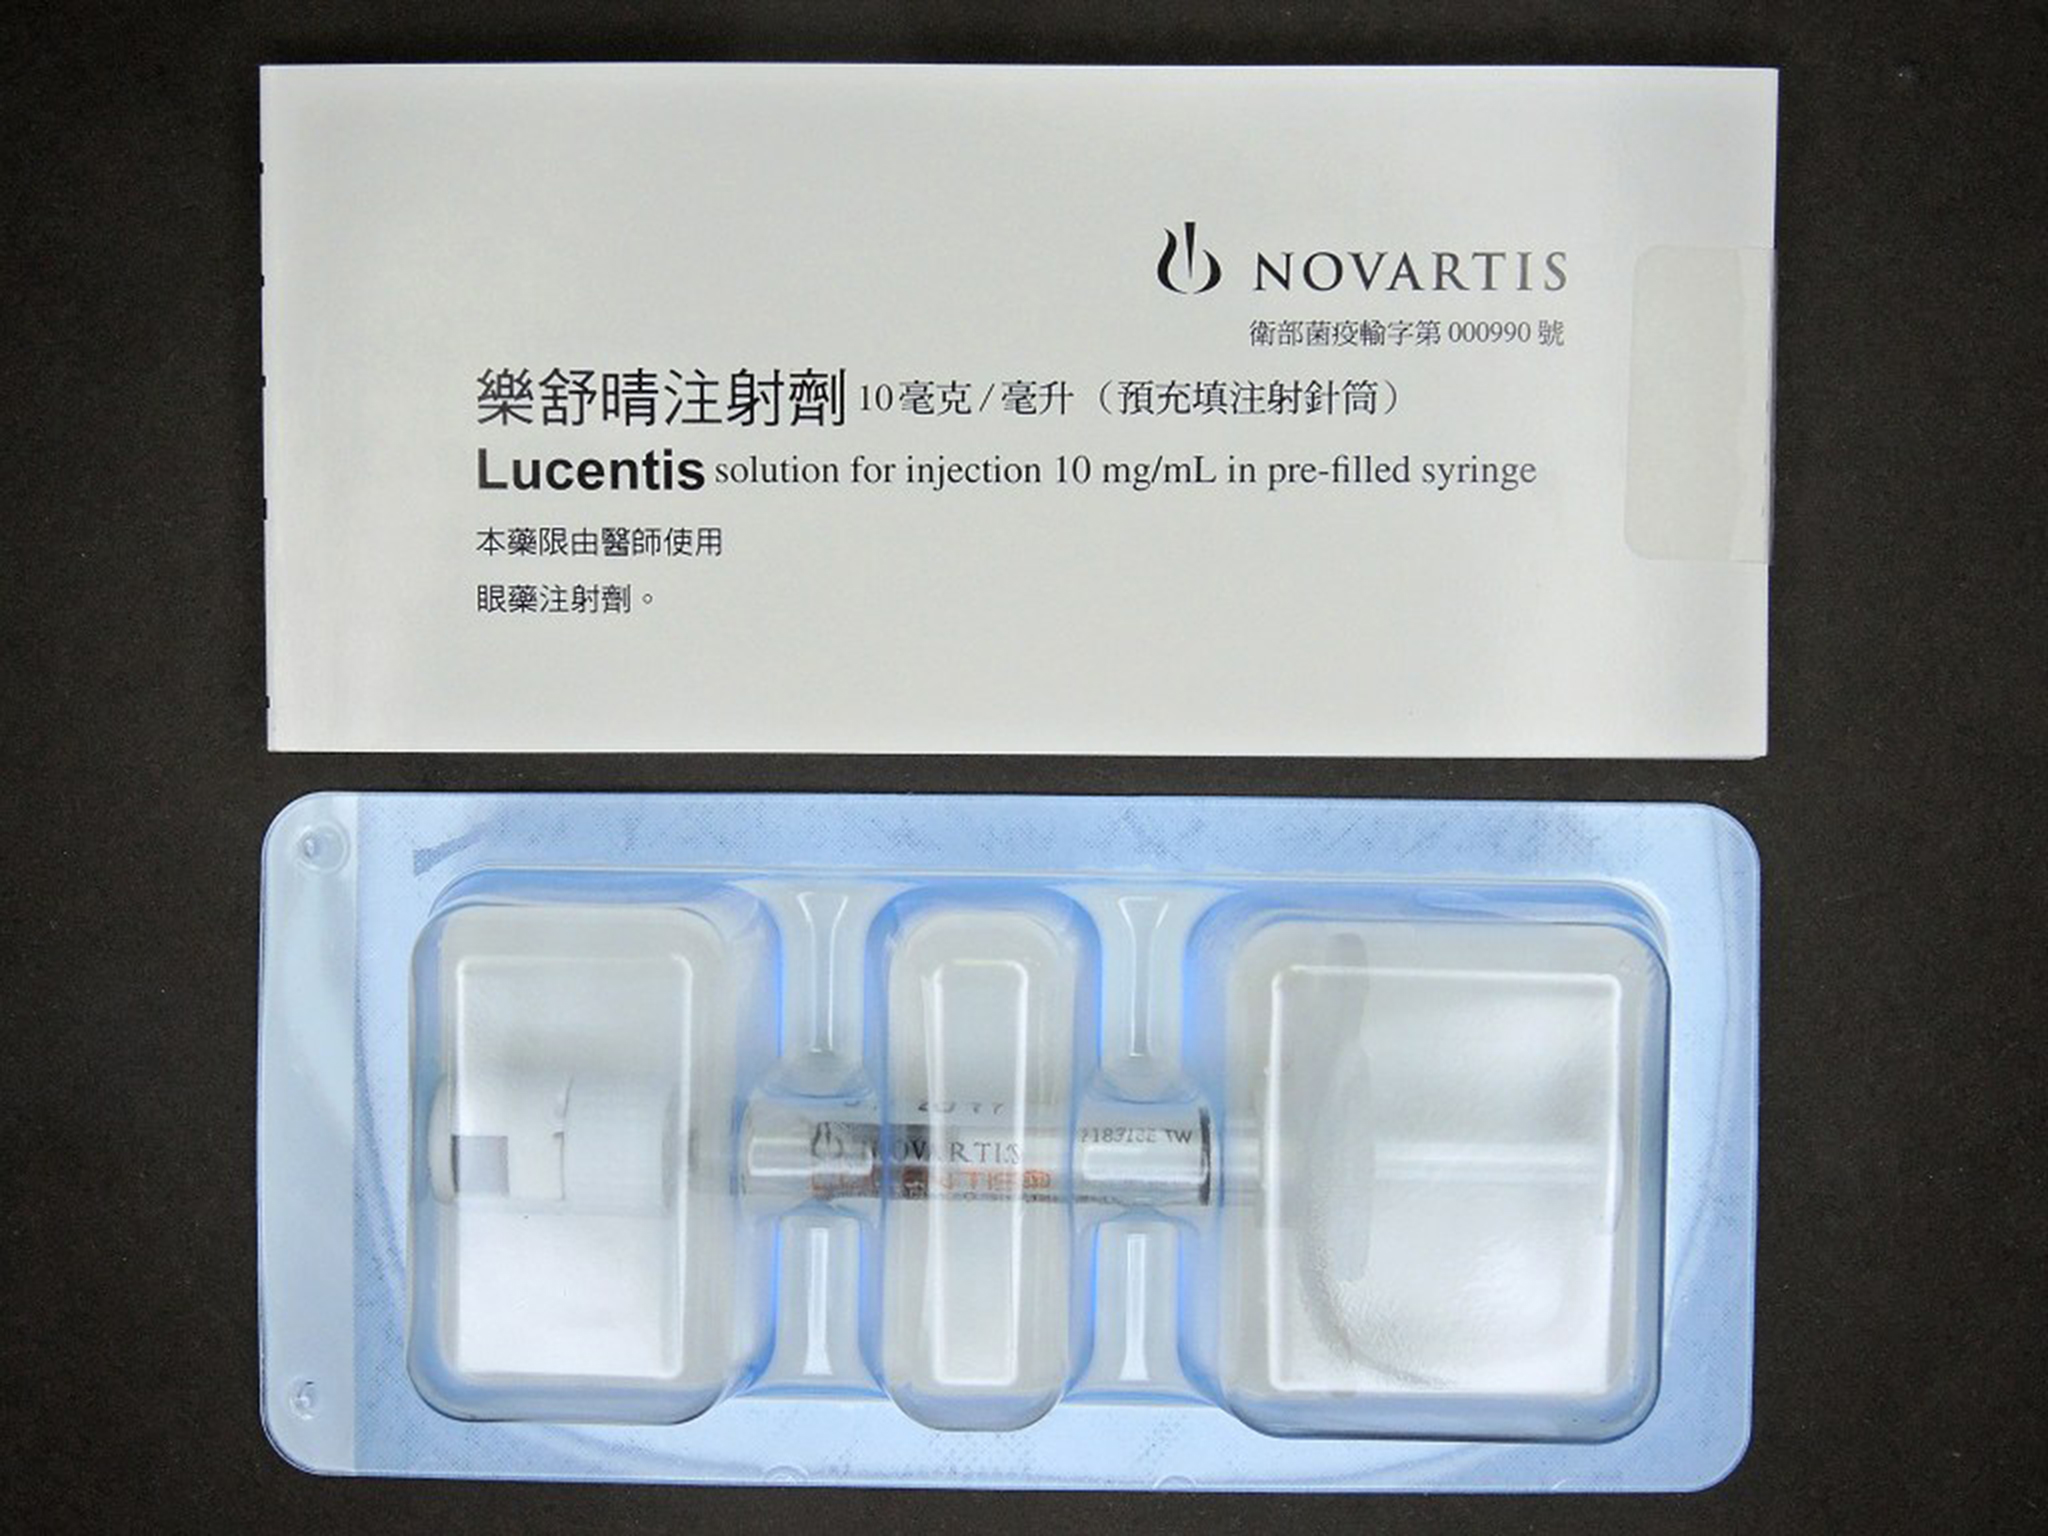 NOVARTIS
衛部菌疫輸字第 000990 號
樂舒晴注射劑 10毫克/毫升（預充填注射針筒）
Lucentis solution for injection 10 mg/mL in pre-filled syringe
本藥限由醫師使用
眼藥注射劑。
NOVARTIS
TW